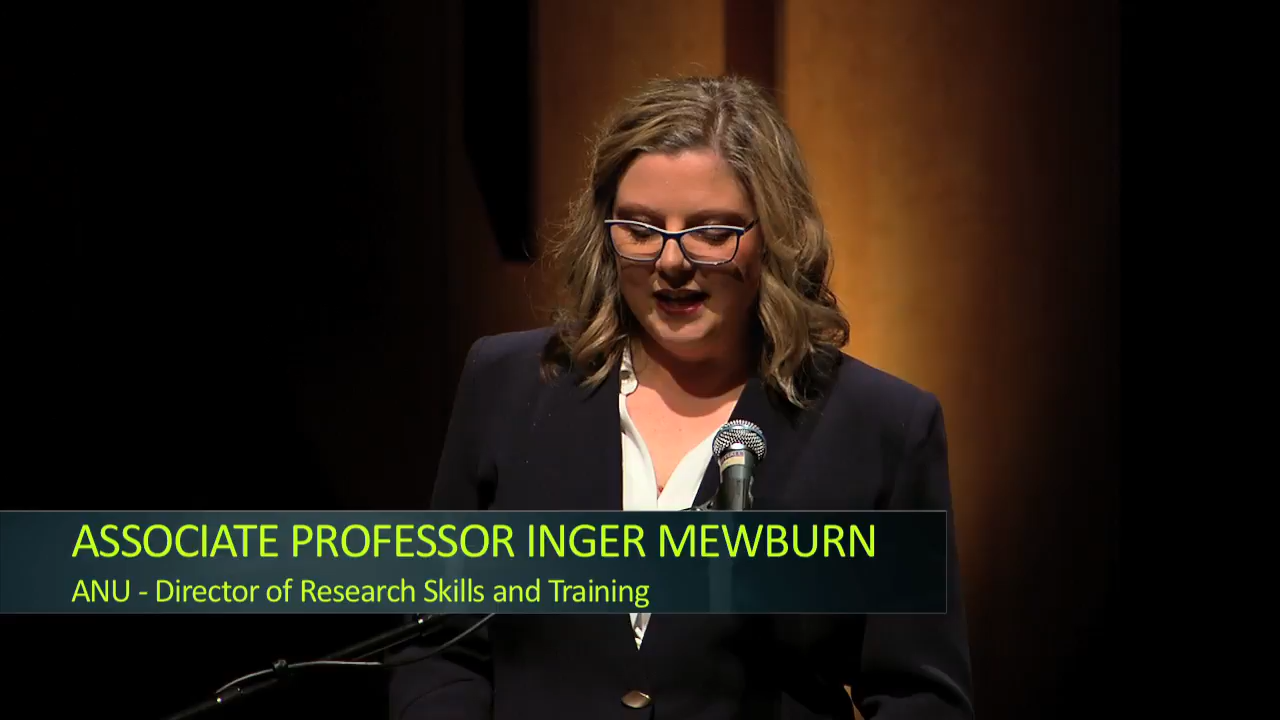 ASSOCIATE PROFESSOR INGER MEWBURN
ANU - Director of Research Skills and Training